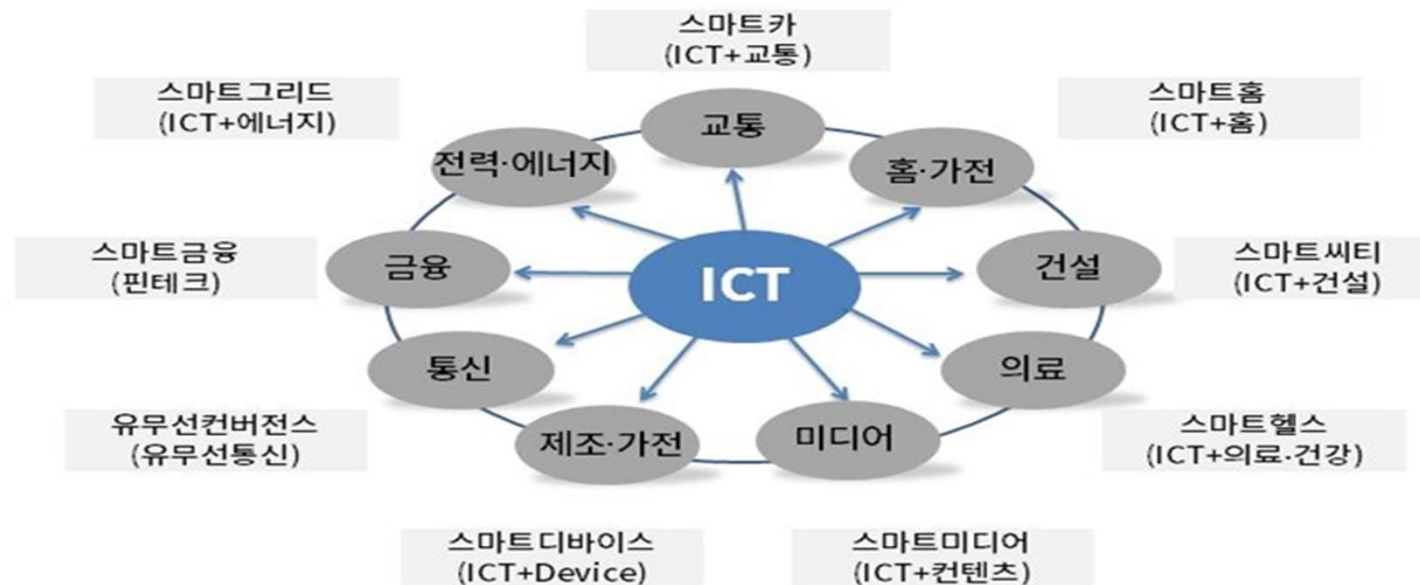 스마트카
(ICT+교통)
스마트그리드
(ICT+에너지)
스마트홈
(ICT+홈)
교통
전력·에너지
홈·가전
스마트금융
(핀테크)
금융
ICT
건설
스마트씨티
(ICT+건설)
통신
의료
유무선컨버전스
(유무선통신)
제조·가전
미디어
스마트헬스
(ICT+의료·건강)
스마트디바이스
(ICT+Device)
스마트미디어
(ICT+컨텐츠)